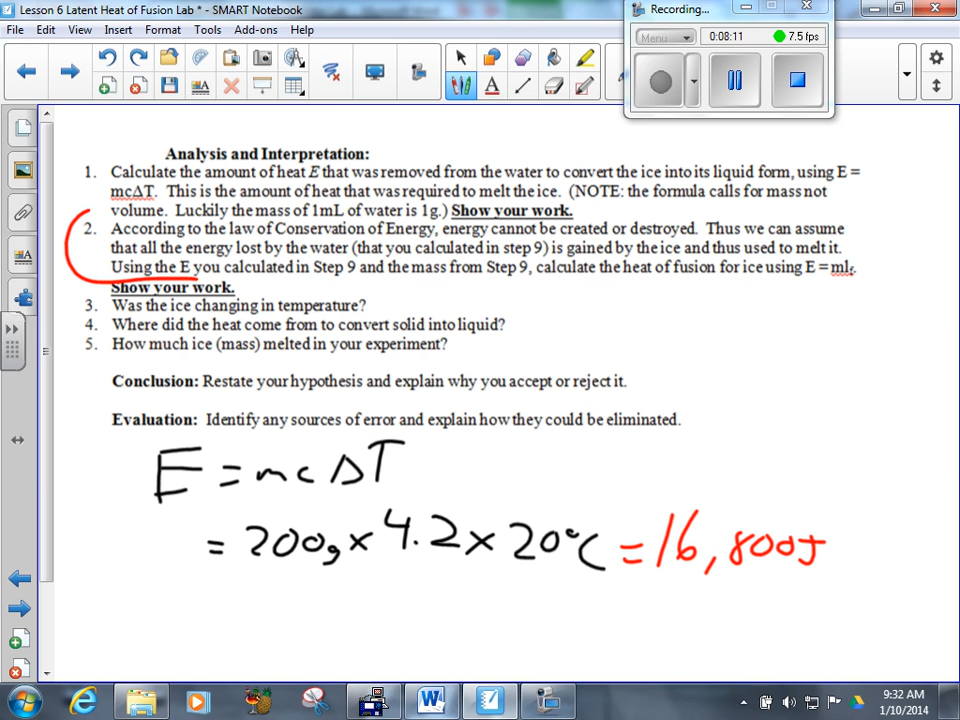 Lesson 6 Latent Heat of Fusion Lab * - SMART Notebook
Recording...
File Edit View Insert Format Tools Add-ons Help
Menu 0:08:11 7.5 fps
Analysis and Interpretation:
1. Calculate the amount of heat E that was removed from the water to convert the ice into its liquid form, using E =
mcΔT. This is the amount of heat that was required to melt the ice. (NOTE: the formula calls for mass not
volume. Luckily the mass of 1mL of water is 1g.) Show your work.
2. According to the law of Conservation of Energy, energy cannot be created or destroyed. Thus we can assume
that all the energy lost by the water (that you calculated in step 9) is gained by the ice and thus used to melt it.
Using the E you calculated in Step 9 and the mass from Step 9, calculate the heat of fusion for ice using E = mlf.
Show your work.
3. Was the ice changing in temperature?
4. Where did the heat come from to convert solid into liquid?
5. How much ice (mass) melted in your experiment?
Conclusion: Restate your hypothesis and explain why you accept or reject it.
Evaluation: Identify any sources of error and explain how they could be eliminated.
E = mcΔT
= 200g x 4.2 x 20°C = 16,800J
9:32 AM
1/10/2014